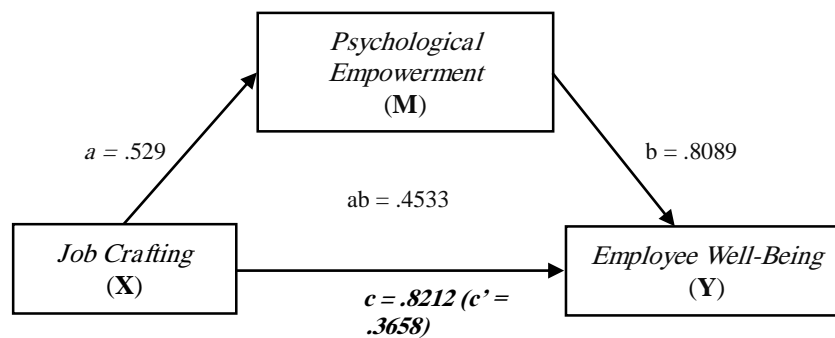 Psychological
Empowerment
(M)
a = .529
b = .8089
ab = .4533
Job Crafting
(X)
Employee Well-Being
(Y)
c = .8212 (c’ =
.3658)